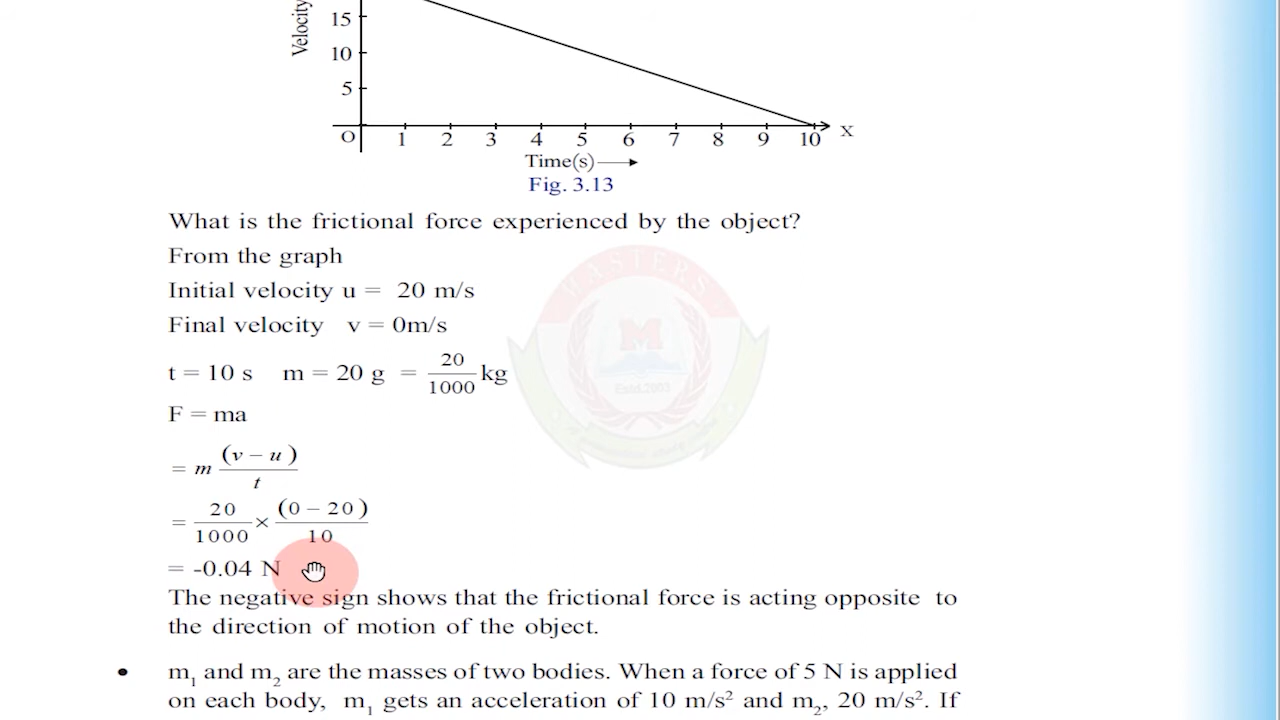 Velocity
15
10
5
O 1 2 3 4 5 6 7 8 9 10 X
Time(s)
Fig. 3.13
What is the frictional force experienced by the object?
From the graph
Initial velocity u = 20 m/s
Final velocity v = 0m/s
t = 10 s m = 20 g = 20/1000 kg
F = ma
= m (v – u)/t
= 20/1000 × (0 – 20)/10
= -0.04 N
The negative sign shows that the frictional force is acting opposite to
the direction of motion of the object.
• m₁ and m₂ are the masses of two bodies. When a force of 5 N is applied
on each body, m₁ gets an acceleration of 10 m/s² and m₂, 20 m/s². If
MASTERS
M
Estd.2003